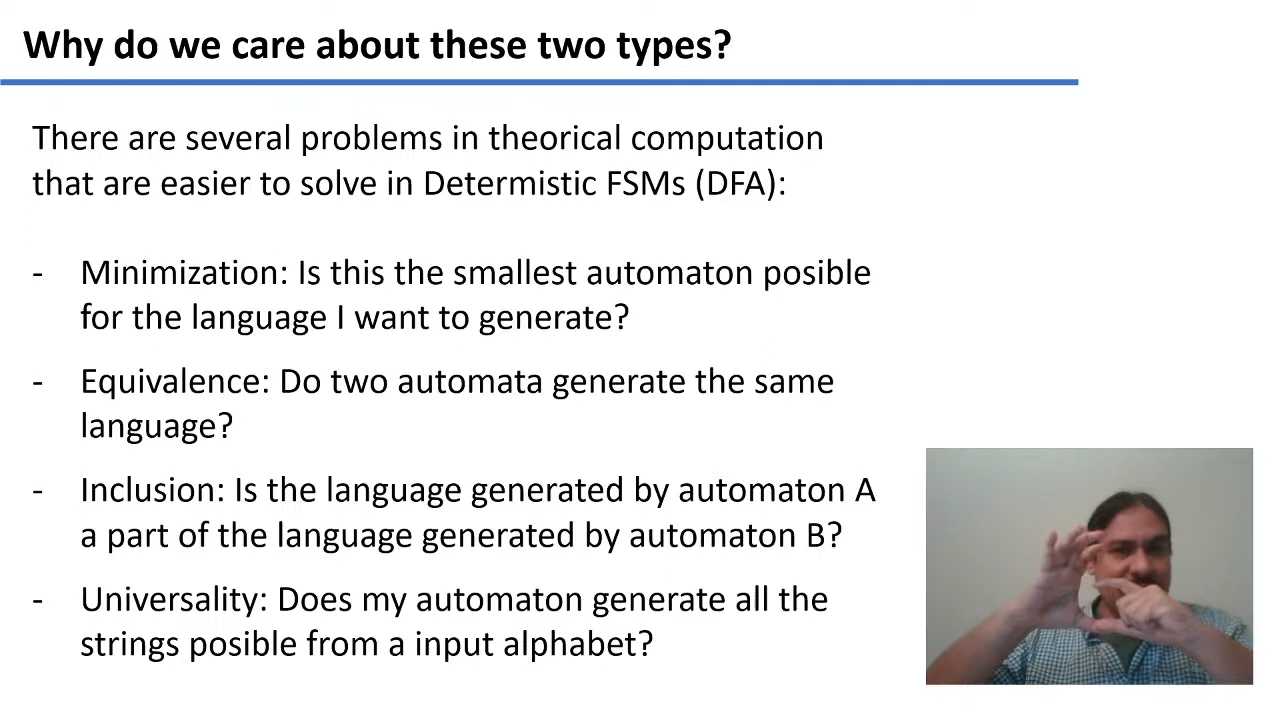 Why do we care about these two types?
There are several problems in theorical computation
that are easier to solve in Determistic FSMs (DFA):
- Minimization: Is this the smallest automaton posible
for the language I want to generate?
- Equivalence: Do two automata generate the same
language?
- Inclusion: Is the language generated by automaton A
a part of the language generated by automaton B?
- Universality: Does my automaton generate all the
strings posible from a input alphabet?